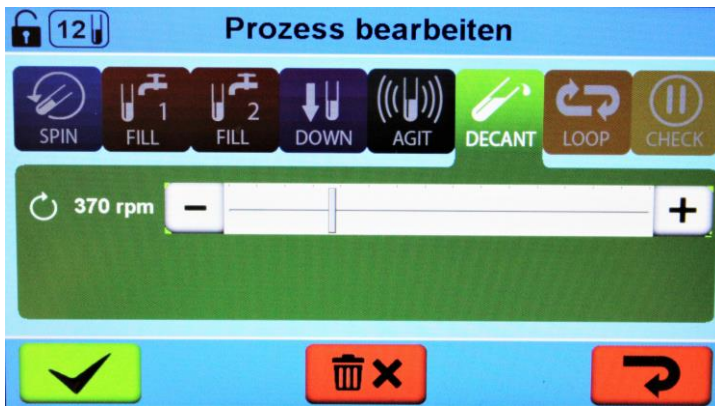 12 Prozess bearbeiten
SPIN
1 FILL
2 FILL
DOWN
AGIT
DECANT
LOOP
CHECK
370 rpm − +